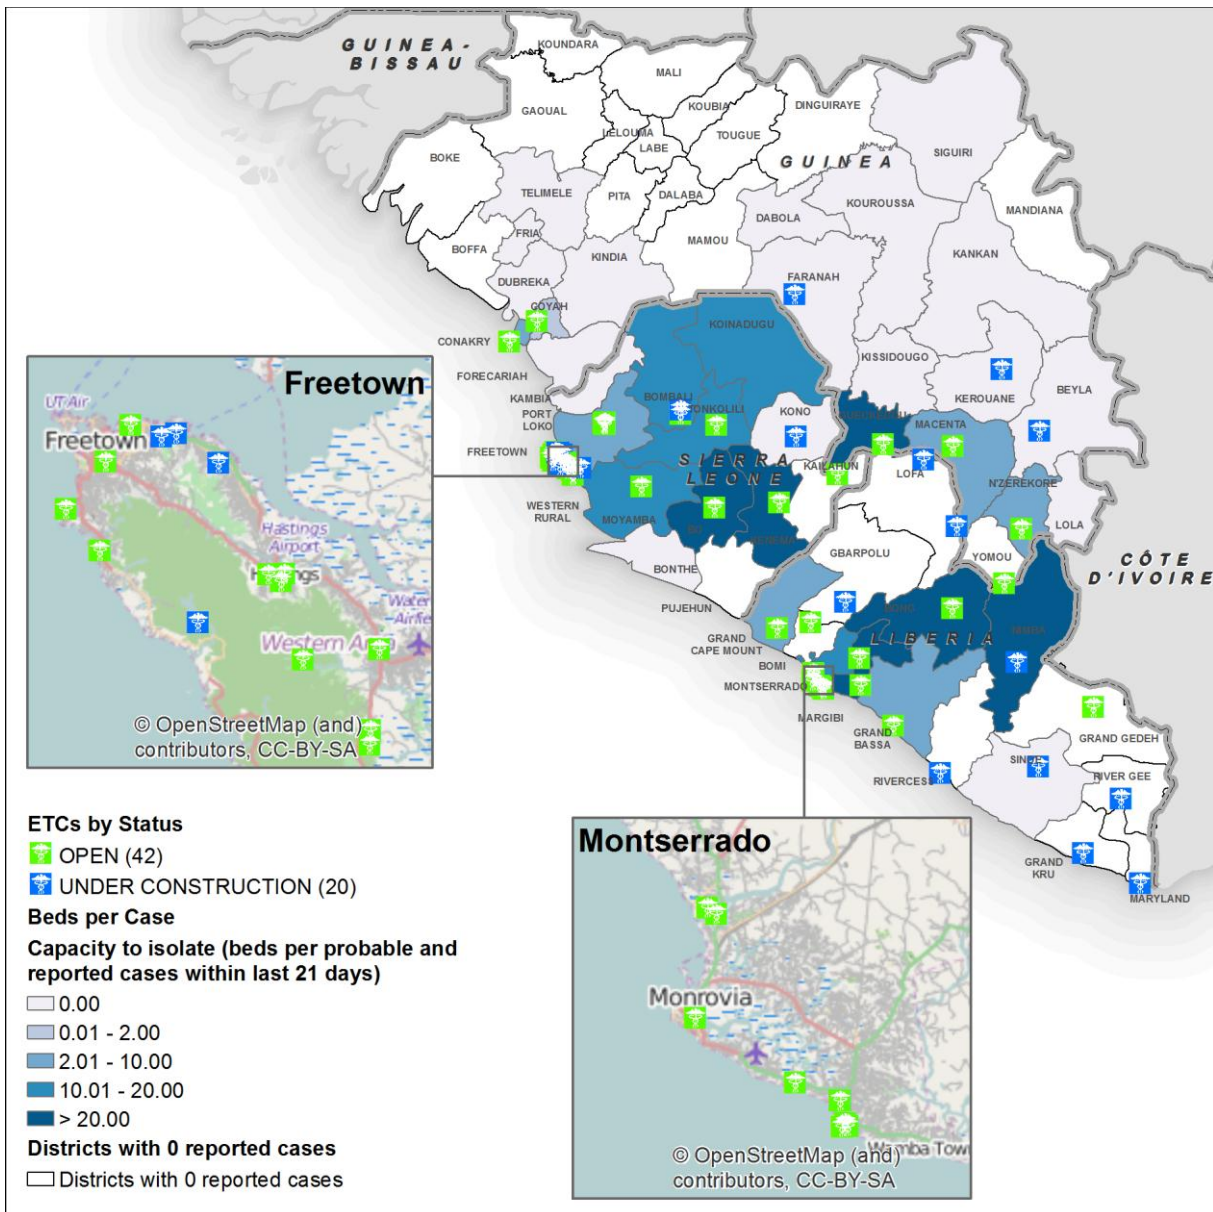 GUINEA-
BISSAU
KOUNDARA
MALI
KOUBIA
DINGUIRAYE
GAOUAL
LELOUMA
LABE
TOUGUE
GUINEA
SIGUIRI
BOKE
TELIMELE
PITA
DALABA
DABOLA
KOUROUSSA
MANDIANA
BOFFA
FRIA
MAMOU
KANKAN
KINDIA
DUBREKA
FARANAH
COYAH
KOINADUGU
CONAKRY
KISSIDOUGO
FORECARIAH
KEROUANE
BEYLA
KAMBIA
BOMBALI
TONKOLILI
KONO
PORT
LOKO
MACENTA
FREETOWN
SIERRA
LEONE
KAILAHUN
LOFA
N'ZEREKORE
WESTERN
RURAL
MOYAMBA
BO
KENEMA
LOLA
GBARPOLU
YOMOU
BONTHE
CÔTE
D'IVOIRE
PUJEHUN
BONG
GRAND
CAPE MOUNT
LIBERIA
NIMBA
BOMI
MONTSERRADO
MARGIBI
GRAND
BASSA
GRAND GEDEH
RIVERCESS
SINOE
RIVER GEE
GRAND
KRU
MARYLAND
Freetown
UT Air
Freetown
Hastings
Airport
Hastings
Western Area
© OpenStreetMap (and)
contributors, CC-BY-SA
ETCs by Status
OPEN (42)
UNDER CONSTRUCTION (20)
Beds per Case
Capacity to isolate (beds per probable and
reported cases within last 21 days)
0.00
0.01 - 2.00
2.01 - 10.00
10.01 - 20.00
> 20.00
Districts with 0 reported cases
Districts with 0 reported cases
Montserrado
Monrovia
Wamba Tow
© OpenStreetMap (and)
contributors, CC-BY-SA